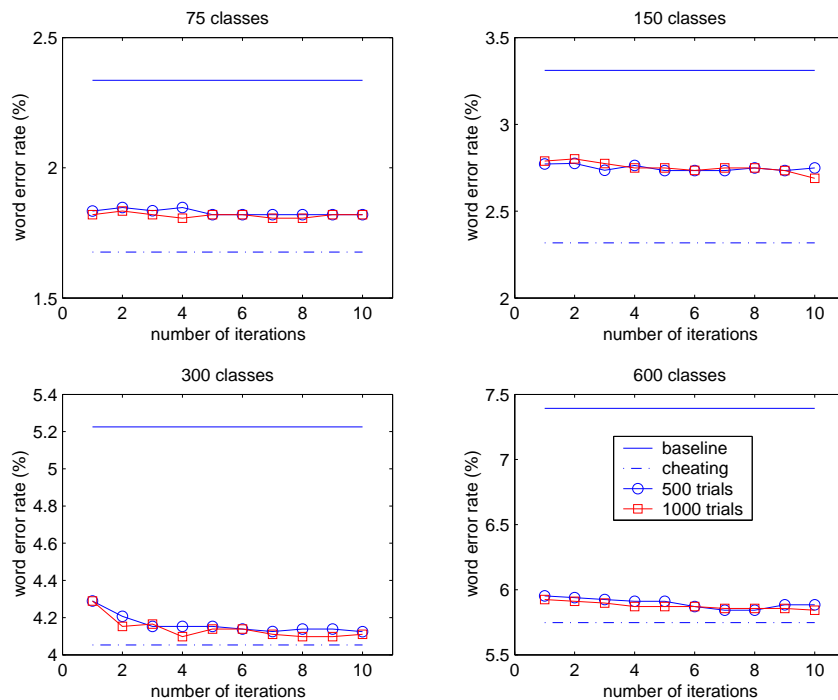 75 classes
2.5
2
1.5
word error rate (%)
0 2 4 6 8 10
number of iterations
150 classes
3.5
3
2.5
2
word error rate (%)
0 2 4 6 8 10
number of iterations
300 classes
5.4
5.2
5
4.8
4.6
4.4
4.2
4
word error rate (%)
0 2 4 6 8 10
number of iterations
600 classes
7.5
7
6.5
6
5.5
word error rate (%)
0 2 4 6 8 10
number of iterations
baseline
cheating
500 trials
1000 trials